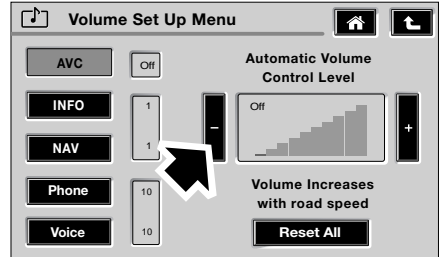 Volume Set Up Menu
AVC Off
INFO 1
NAV 1
Phone 10
Voice 10
Automatic Volume
Control Level
Off
- +
Volume Increases
with road speed
Reset All